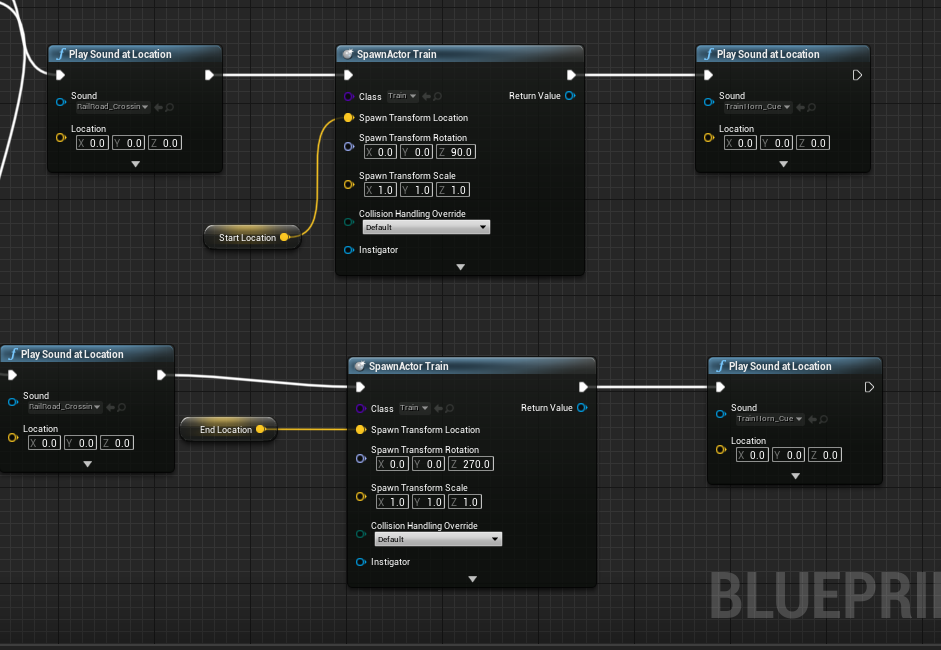 Play Sound at Location
Sound
RailRoad_Crossin
Location
X 0.0 Y 0.0 Z 0.0
SpawnActor Train
Class Train
Return Value
Spawn Transform Location
Spawn Transform Rotation
X 0.0 Y 0.0 Z 90.0
Spawn Transform Scale
X 1.0 Y 1.0 Z 1.0
Collision Handling Override
Default
Instigator
Play Sound at Location
Sound
TrainHorn_Cue
Location
X 0.0 Y 0.0 Z 0.0
Start Location
Play Sound at Location
Sound
RailRoad_Crossin
Location
X 0.0 Y 0.0 Z 0.0
End Location
SpawnActor Train
Class Train
Return Value
Spawn Transform Location
Spawn Transform Rotation
X 0.0 Y 0.0 Z 270.0
Spawn Transform Scale
X 1.0 Y 1.0 Z 1.0
Collision Handling Override
Default
Instigator
Play Sound at Location
Sound
TrainHorn_Cue
Location
X 0.0 Y 0.0 Z 0.0
BLUEPRI